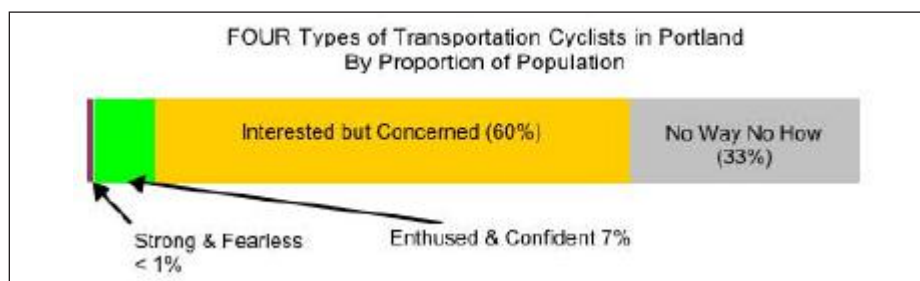 FOUR Types of Transportation Cyclists in Portland
By Proportion of Population
Interested but Concerned (60%)
No Way No How
(33%)
Strong & Fearless
< 1%
Enthused & Confident 7%